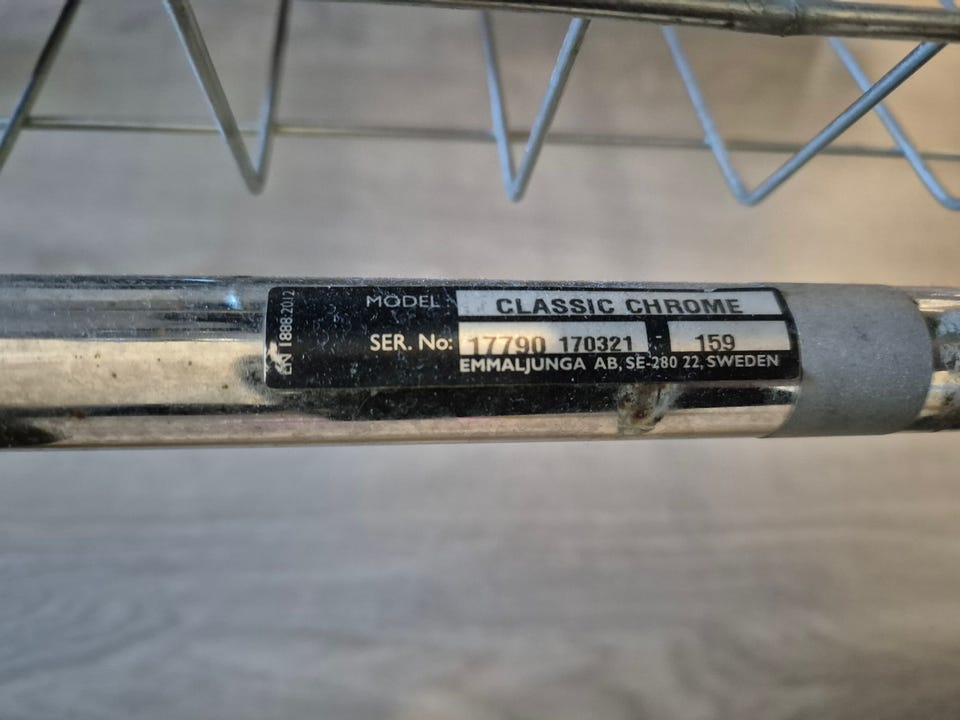 EN 1888:2012
MODEL CLASSIC CHROME
SER. No: 17790 170321 - 159
EMMALJUNGA AB, SE-280 22, SWEDEN